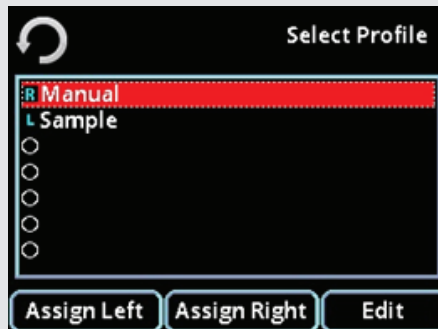 Select Profile
R Manual
L Sample
Assign Left Assign Right Edit